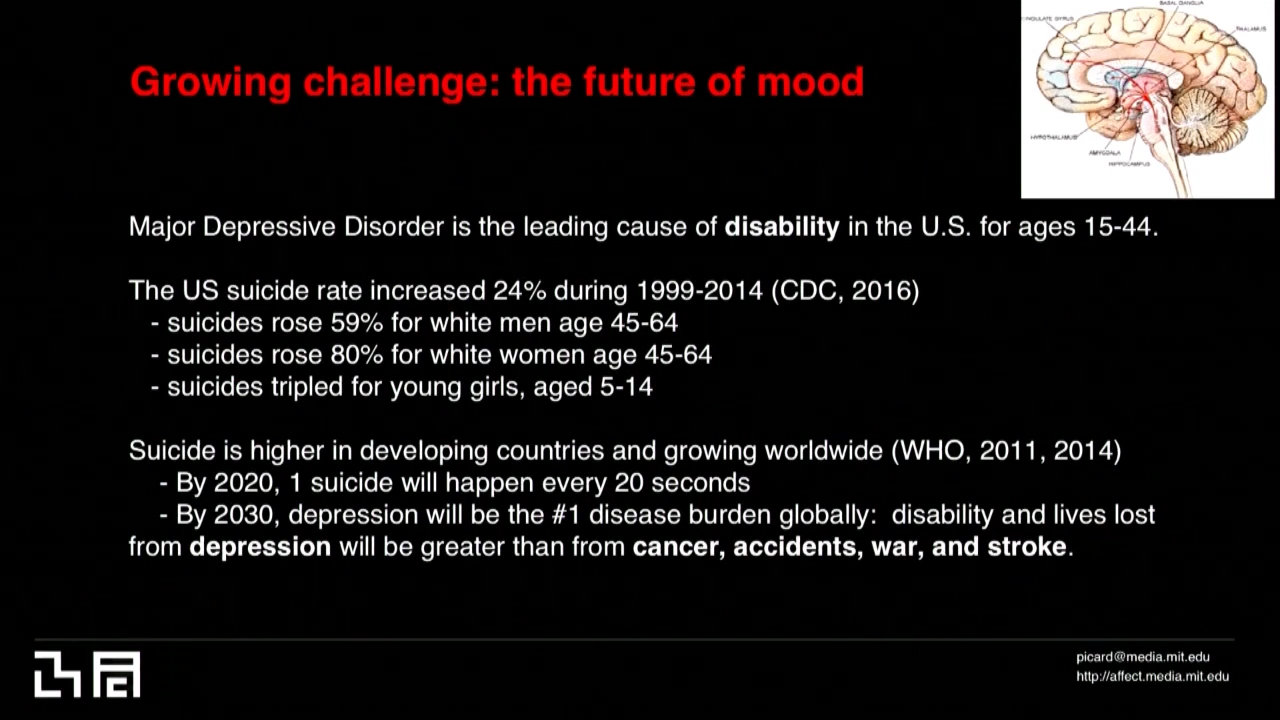 Growing challenge: the future of mood
BASAL GANGLIA
THALAMUS
HYPOTHALAMUS
AMYGDALA
HIPPOCAMPUS
Major Depressive Disorder is the leading cause of disability in the U.S. for ages 15-44.
The US suicide rate increased 24% during 1999-2014 (CDC, 2016)
- suicides rose 59% for white men age 45-64
- suicides rose 80% for white women age 45-64
- suicides tripled for young girls, aged 5-14
Suicide is higher in developing countries and growing worldwide (WHO, 2011, 2014)
- By 2020, 1 suicide will happen every 20 seconds
- By 2030, depression will be the #1 disease burden globally: disability and lives lost
from depression will be greater than from cancer, accidents, war, and stroke.
picard@media.mit.edu
http://affect.media.mit.edu